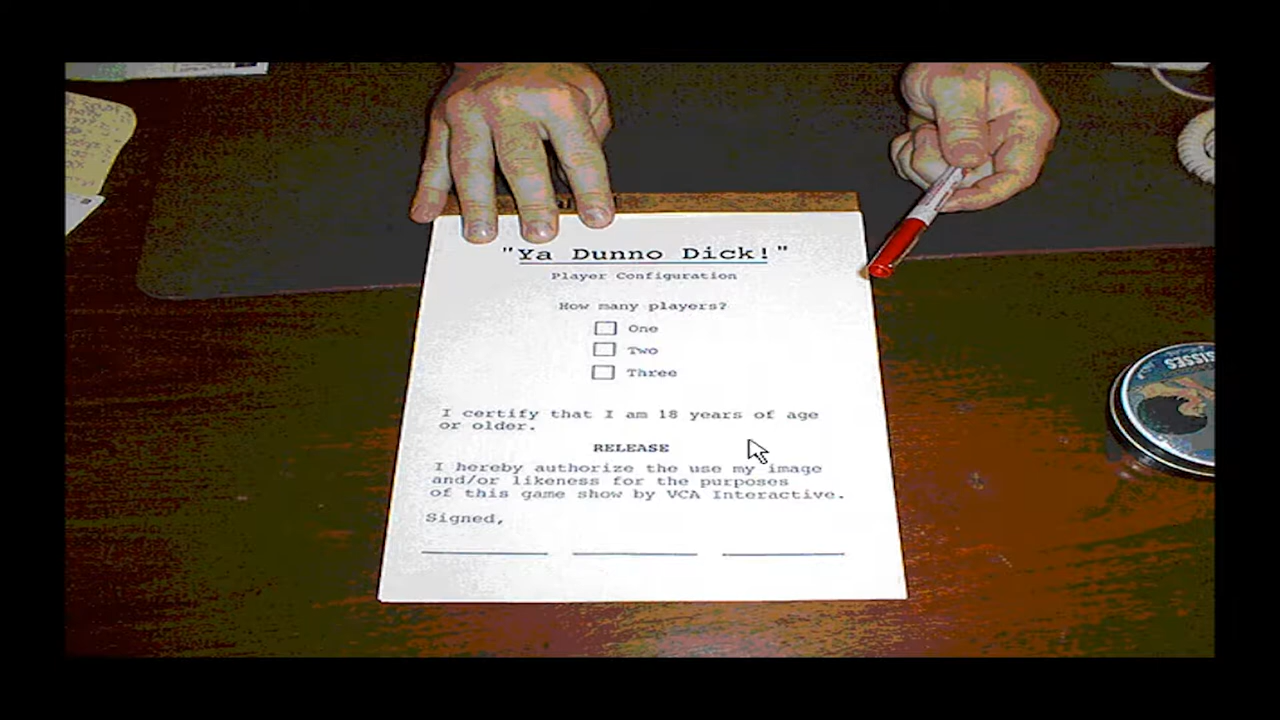 "Ya Dunno Dick!"
Player Configuration
How many players?
One
Two
Three
I certify that I am 18 years of age
or older.
RELEASE
I hereby authorize the use my image
and/or likeness for the purposes
of this game show by VCA Interactive.
Signed,